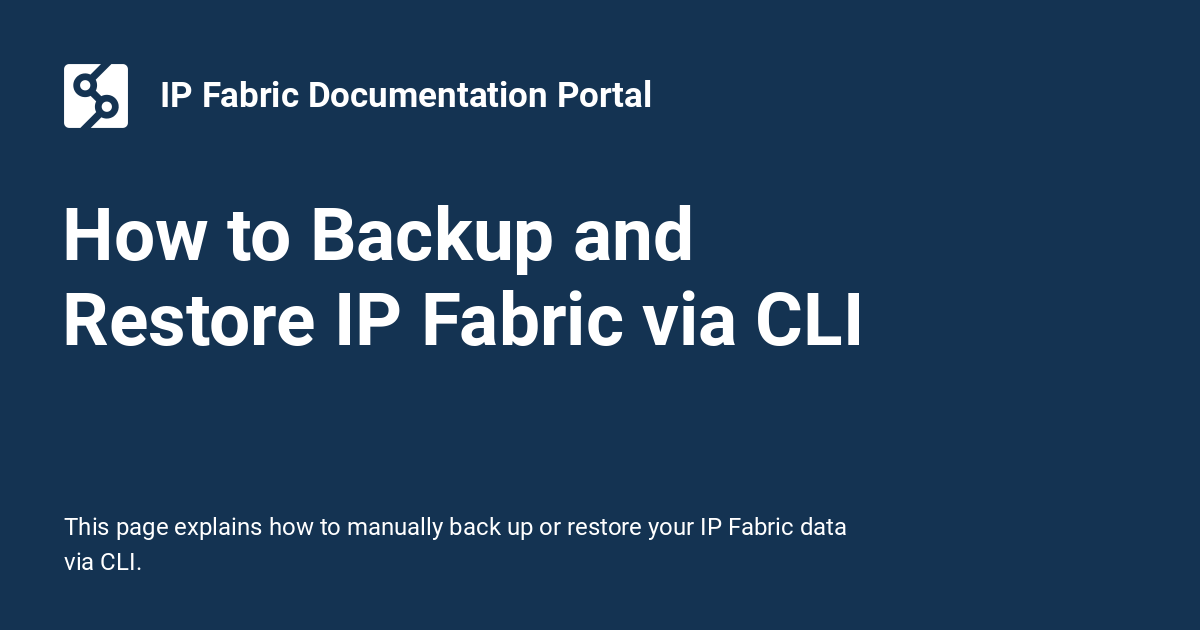 IP Fabric Documentation Portal
How to Backup and
Restore IP Fabric via CLI
This page explains how to manually back up or restore your IP Fabric data
via CLI.